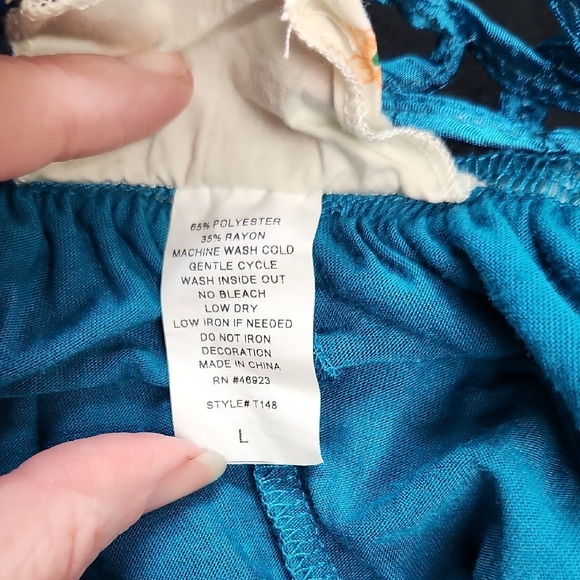 65% POLYESTER
35% RAYON
MACHINE WASH COLD
GENTLE CYCLE
WASH INSIDE OUT
NO BLEACH
LOW DRY
LOW IRON IF NEEDED
DO NOT IRON
DECORATION
MADE IN CHINA
RN #46923
STYLE# T148
L